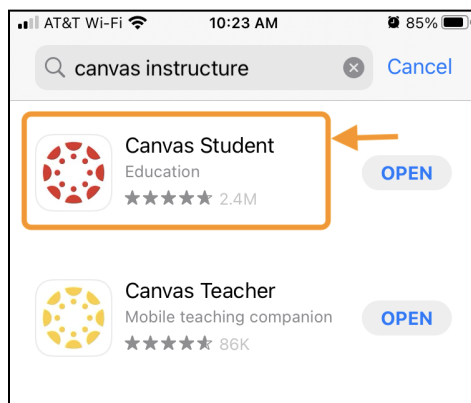 AT&T Wi-Fi 10:23 AM 85%
canvas instructure Cancel
Canvas Student
Education
OPEN
2.4M
Canvas Teacher
Mobile teaching companion
OPEN
86K